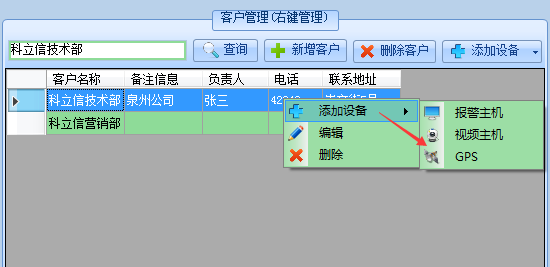 客户管理(右键管理)
科立信技术部 查询 新增客户 删除客户 添加设备
客户名称 备注信息 负责人 电话 联系地址
科立信技术部 泉州公司 张三
科立信营销部
添加设备
编辑
删除
报警主机
视频主机
GPS